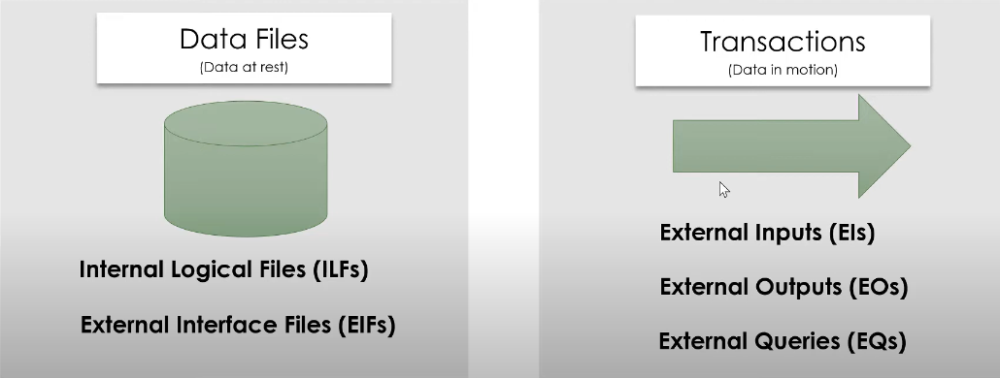 Data Files
(Data at rest)
Internal Logical Files (ILFs)
External Interface Files (EIFs)
Transactions
(Data in motion)
External Inputs (EIs)
External Outputs (EOs)
External Queries (EQs)